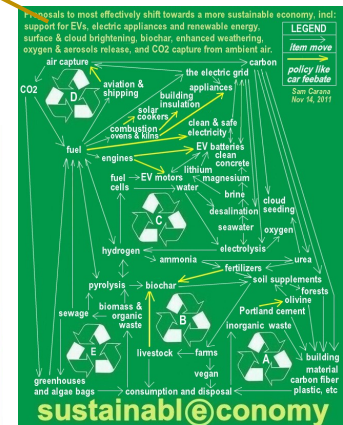 Proposals to most effectively shift towards a more sustainable economy, incl:
support for EVs, electric appliances and renewable energy,
surface & cloud brightening, biochar, enhanced weathering,
oxygen & aerosols release, and CO2 capture from ambient air.
LEGEND
item move
policy like
car feebate
Sam Carana
Nov 14, 2011
air capture
carbon
the electric grid
CO2
D
aviation &
shipping
building
insulation
appliances
solar
cookers
combustion
ovens & kilns
clean & safe
electricity
fuel
engines
EV batteries
clean
concrete
lithium
magnesium
fuel
cells
EV motors
water
brine
desalination
cloud
seeding
C
seawater
oxygen
hydrogen
electrolysis
ammonia
urea
fertilizers
pyrolysis
biochar
soil supplements
forests
olivine
Portland cement
biomass &
organic
waste
sewage
B
inorganic waste
E
A
livestock
farms
vegan
building
material
carbon fiber
plastic, etc
greenhouses
and algae bags
consumption and disposal
sustainabl@conomy